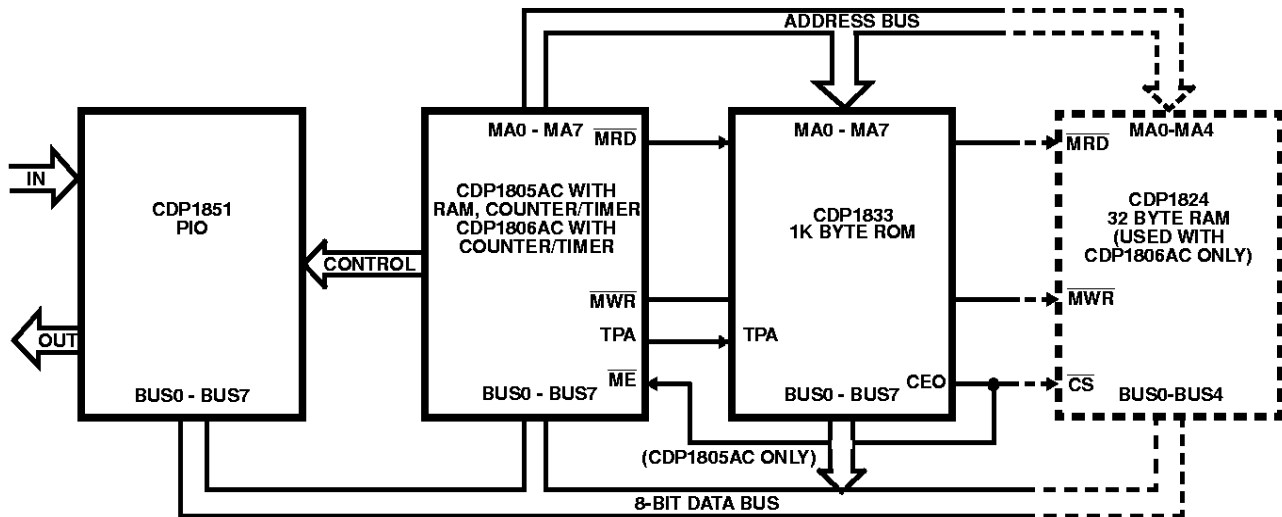 ADDRESS BUS
IN
CDP1851
PIO
OUT
BUS0 - BUS7
CONTROL
MA0 - MA7
MRD
CDP1805AC WITH
RAM, COUNTER/TIMER
CDP1806AC WITH
COUNTER/TIMER
MWR
TPA
ME
BUS0 - BUS7
MA0 - MA7
CDP1833
1K BYTE ROM
TPA
CEO
BUS0 - BUS7
(CDP1805AC ONLY)
MA0-MA4
MRD
CDP1824
32 BYTE RAM
(USED WITH
CDP1806AC ONLY)
MWR
CS
BUS0-BUS4
8-BIT DATA BUS